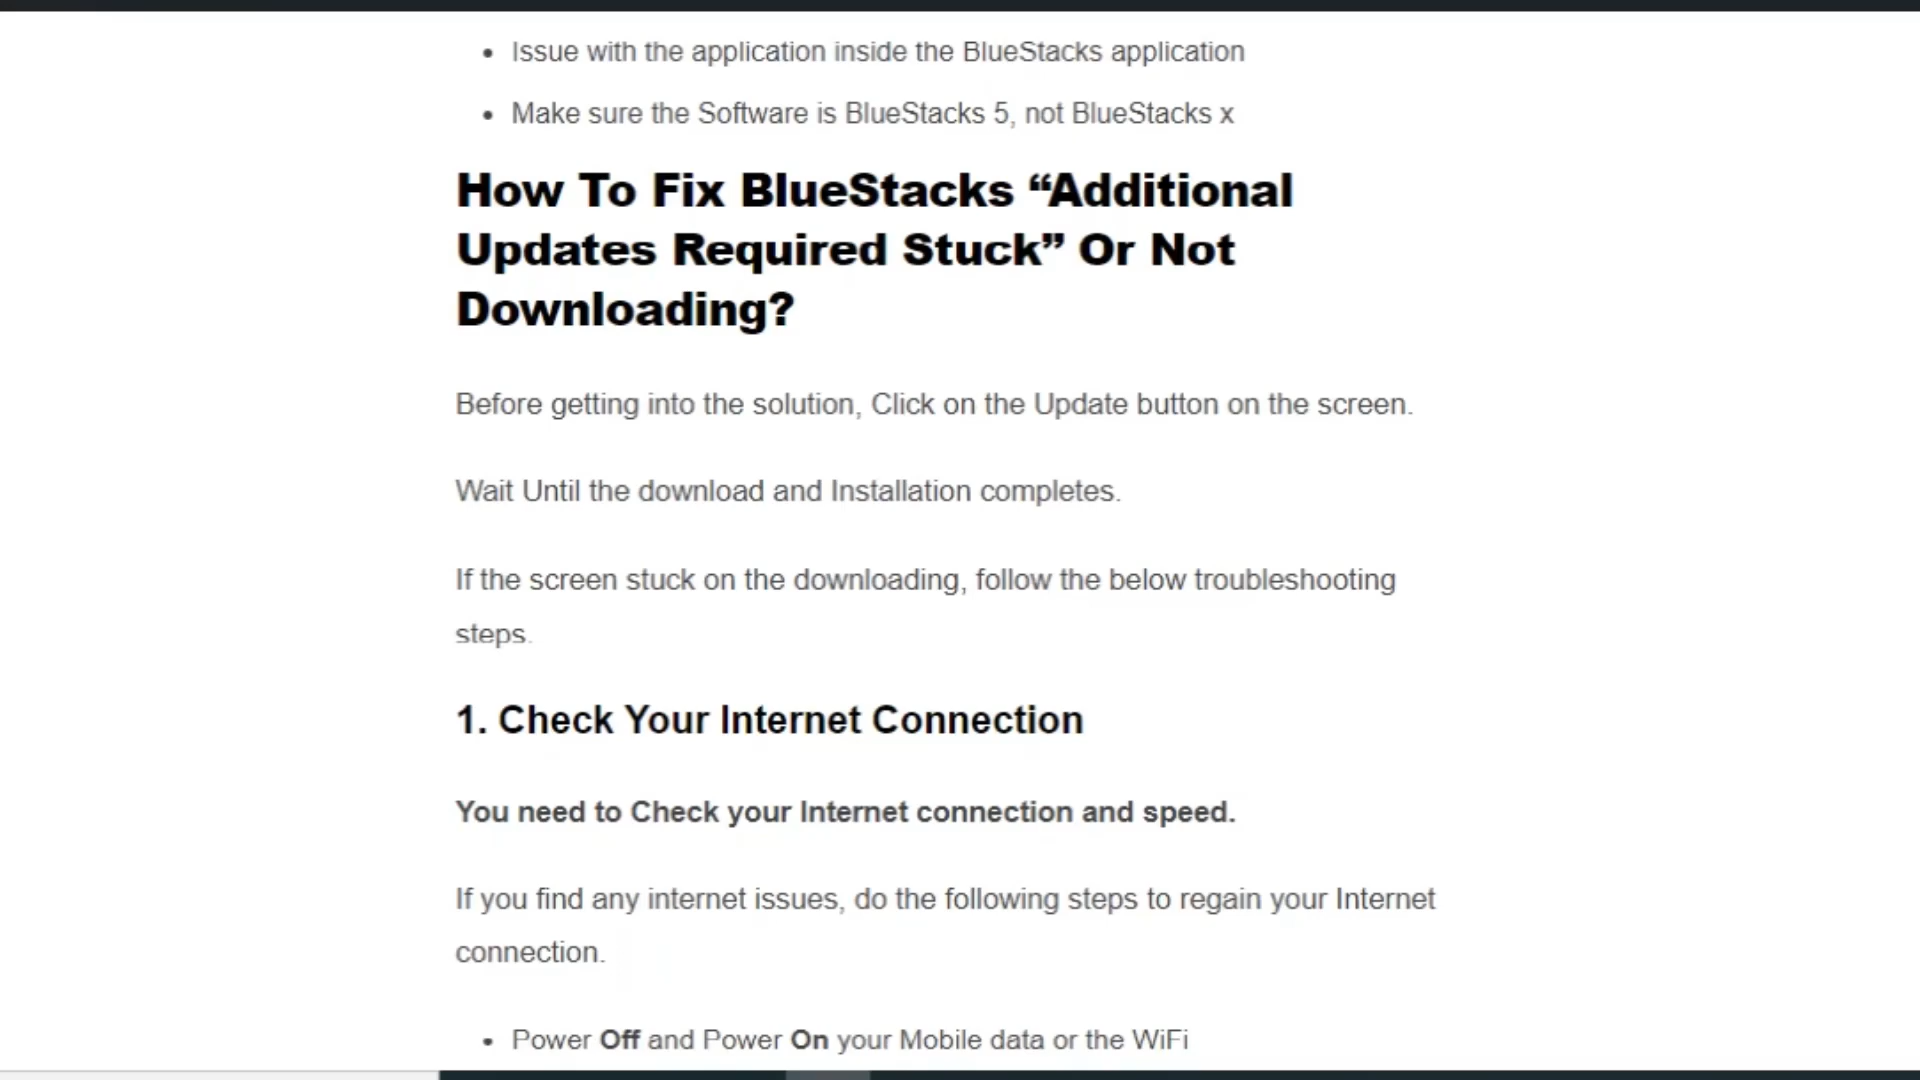 Issue with the application inside the BlueStacks application
Make sure the Software is BlueStacks 5, not BlueStacks x
How To Fix BlueStacks “Additional
Updates Required Stuck” Or Not
Downloading?
Before getting into the solution, Click on the Update button on the screen.
Wait Until the download and Installation completes.
If the screen stuck on the downloading, follow the below troubleshooting
steps.
1. Check Your Internet Connection
You need to Check your Internet connection and speed.
If you find any internet issues, do the following steps to regain your Internet
connection.
Power Off and Power On your Mobile data or the WiFi